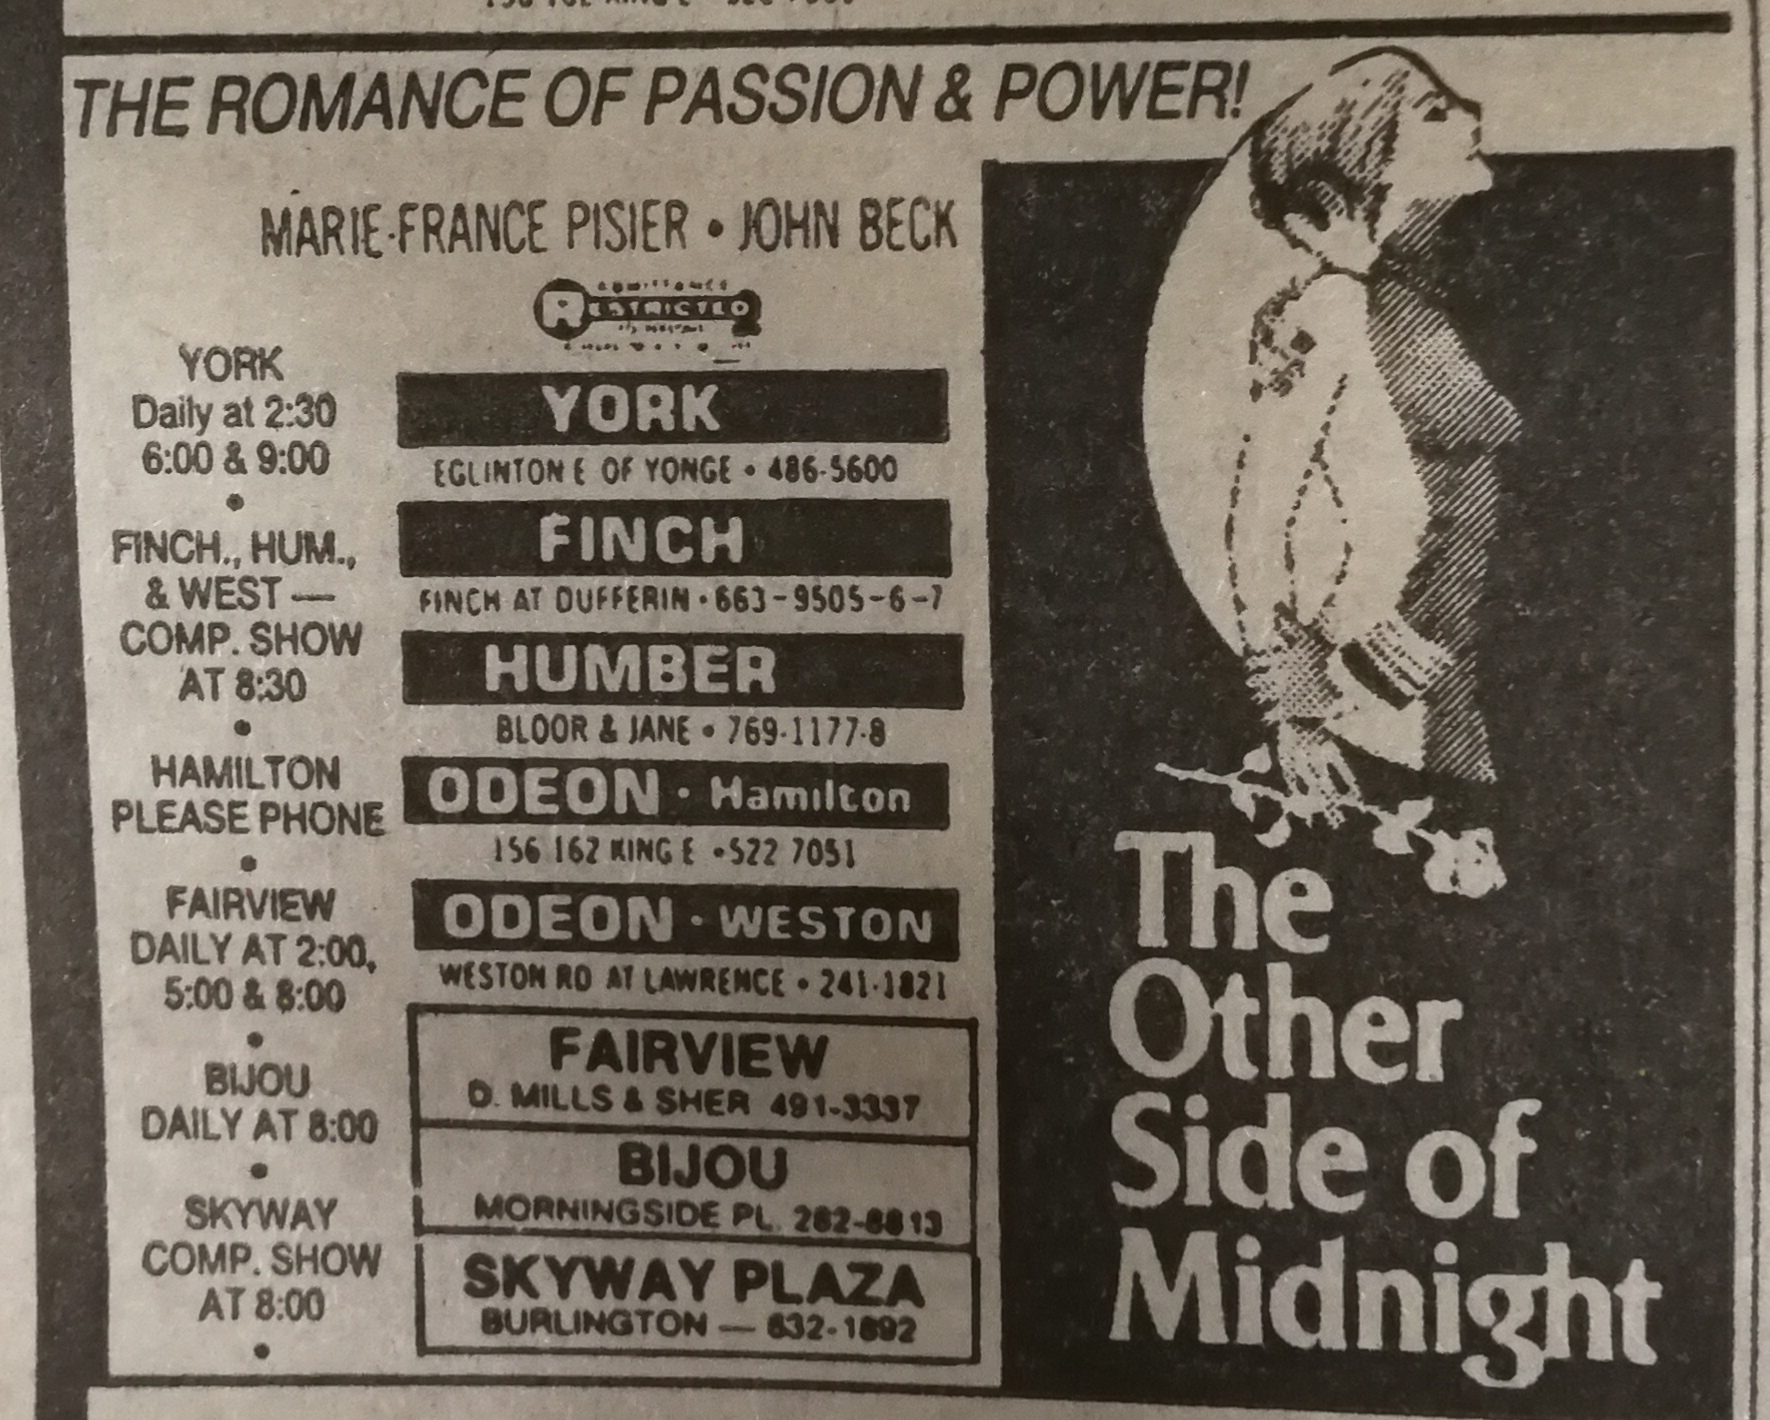 THE ROMANCE OF PASSION & POWER!
MARIE-FRANCE PISIER • JOHN BECK
RESTRICTED
YORK
Daily at 2:30
6:00 & 9:00
•
FINCH., HUM.,
& WEST —
COMP. SHOW
AT 8:30
•
HAMILTON
PLEASE PHONE
•
FAIRVIEW
DAILY AT 2:00,
5:00 & 8:00
•
BIJOU
DAILY AT 8:00
•
SKYWAY
COMP. SHOW
AT 8:00
•
YORK
EGLINTON E OF YONGE • 486-5600
FINCH
FINCH AT DUFFERIN • 663-9505-6-7
HUMBER
BLOOR & JANE • 769-1177-8
ODEON • Hamilton
156 162 KING E • 522 7051
ODEON • WESTON
WESTON RD AT LAWRENCE • 241-1821
FAIRVIEW
D. MILLS & SHER 491-3337
BIJOU
MORNINGSIDE PL. 282-8813
SKYWAY PLAZA
BURLINGTON — 632-1892
The
Other
Side of
Midnight